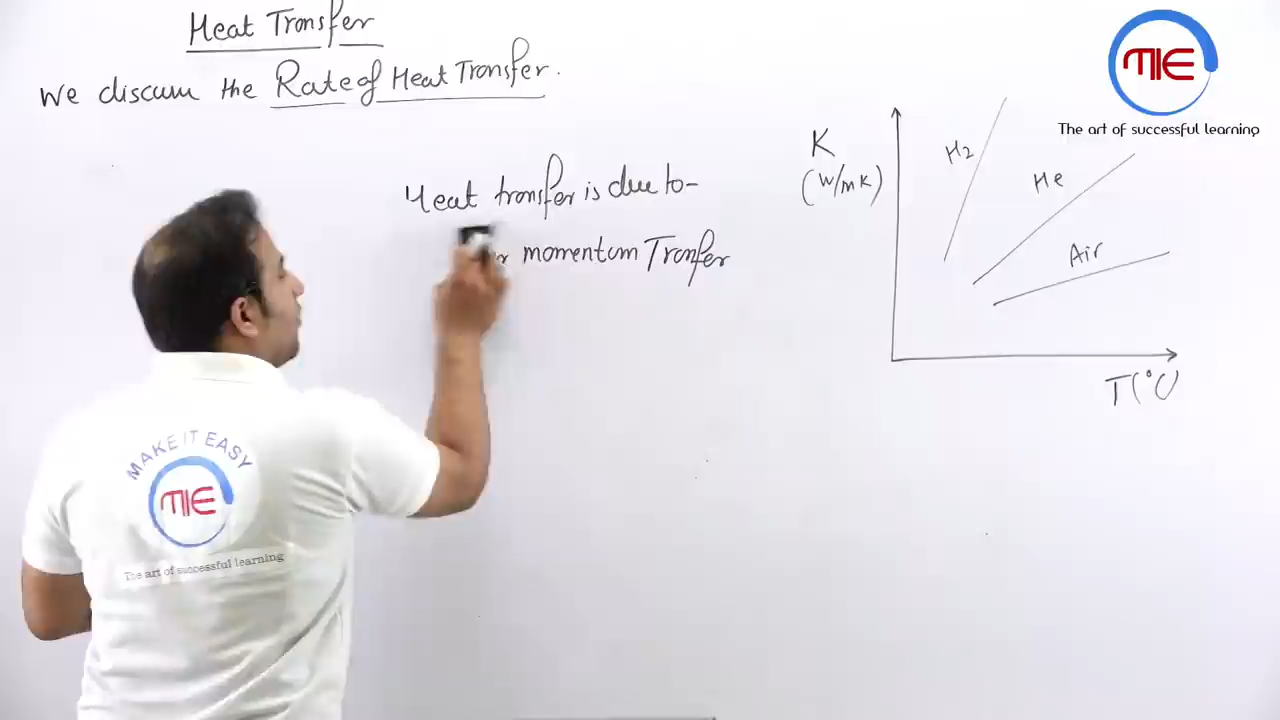 Heat Transfer
We discuss the Rate of Heat Transfer.
Heat transfer is due to-
momentum Tranfer
K
(W/mK)
H2
He
Air
T(°C)
MIE
The art of successful learning
MAKE IT EASY
MIE
The art of successful learning